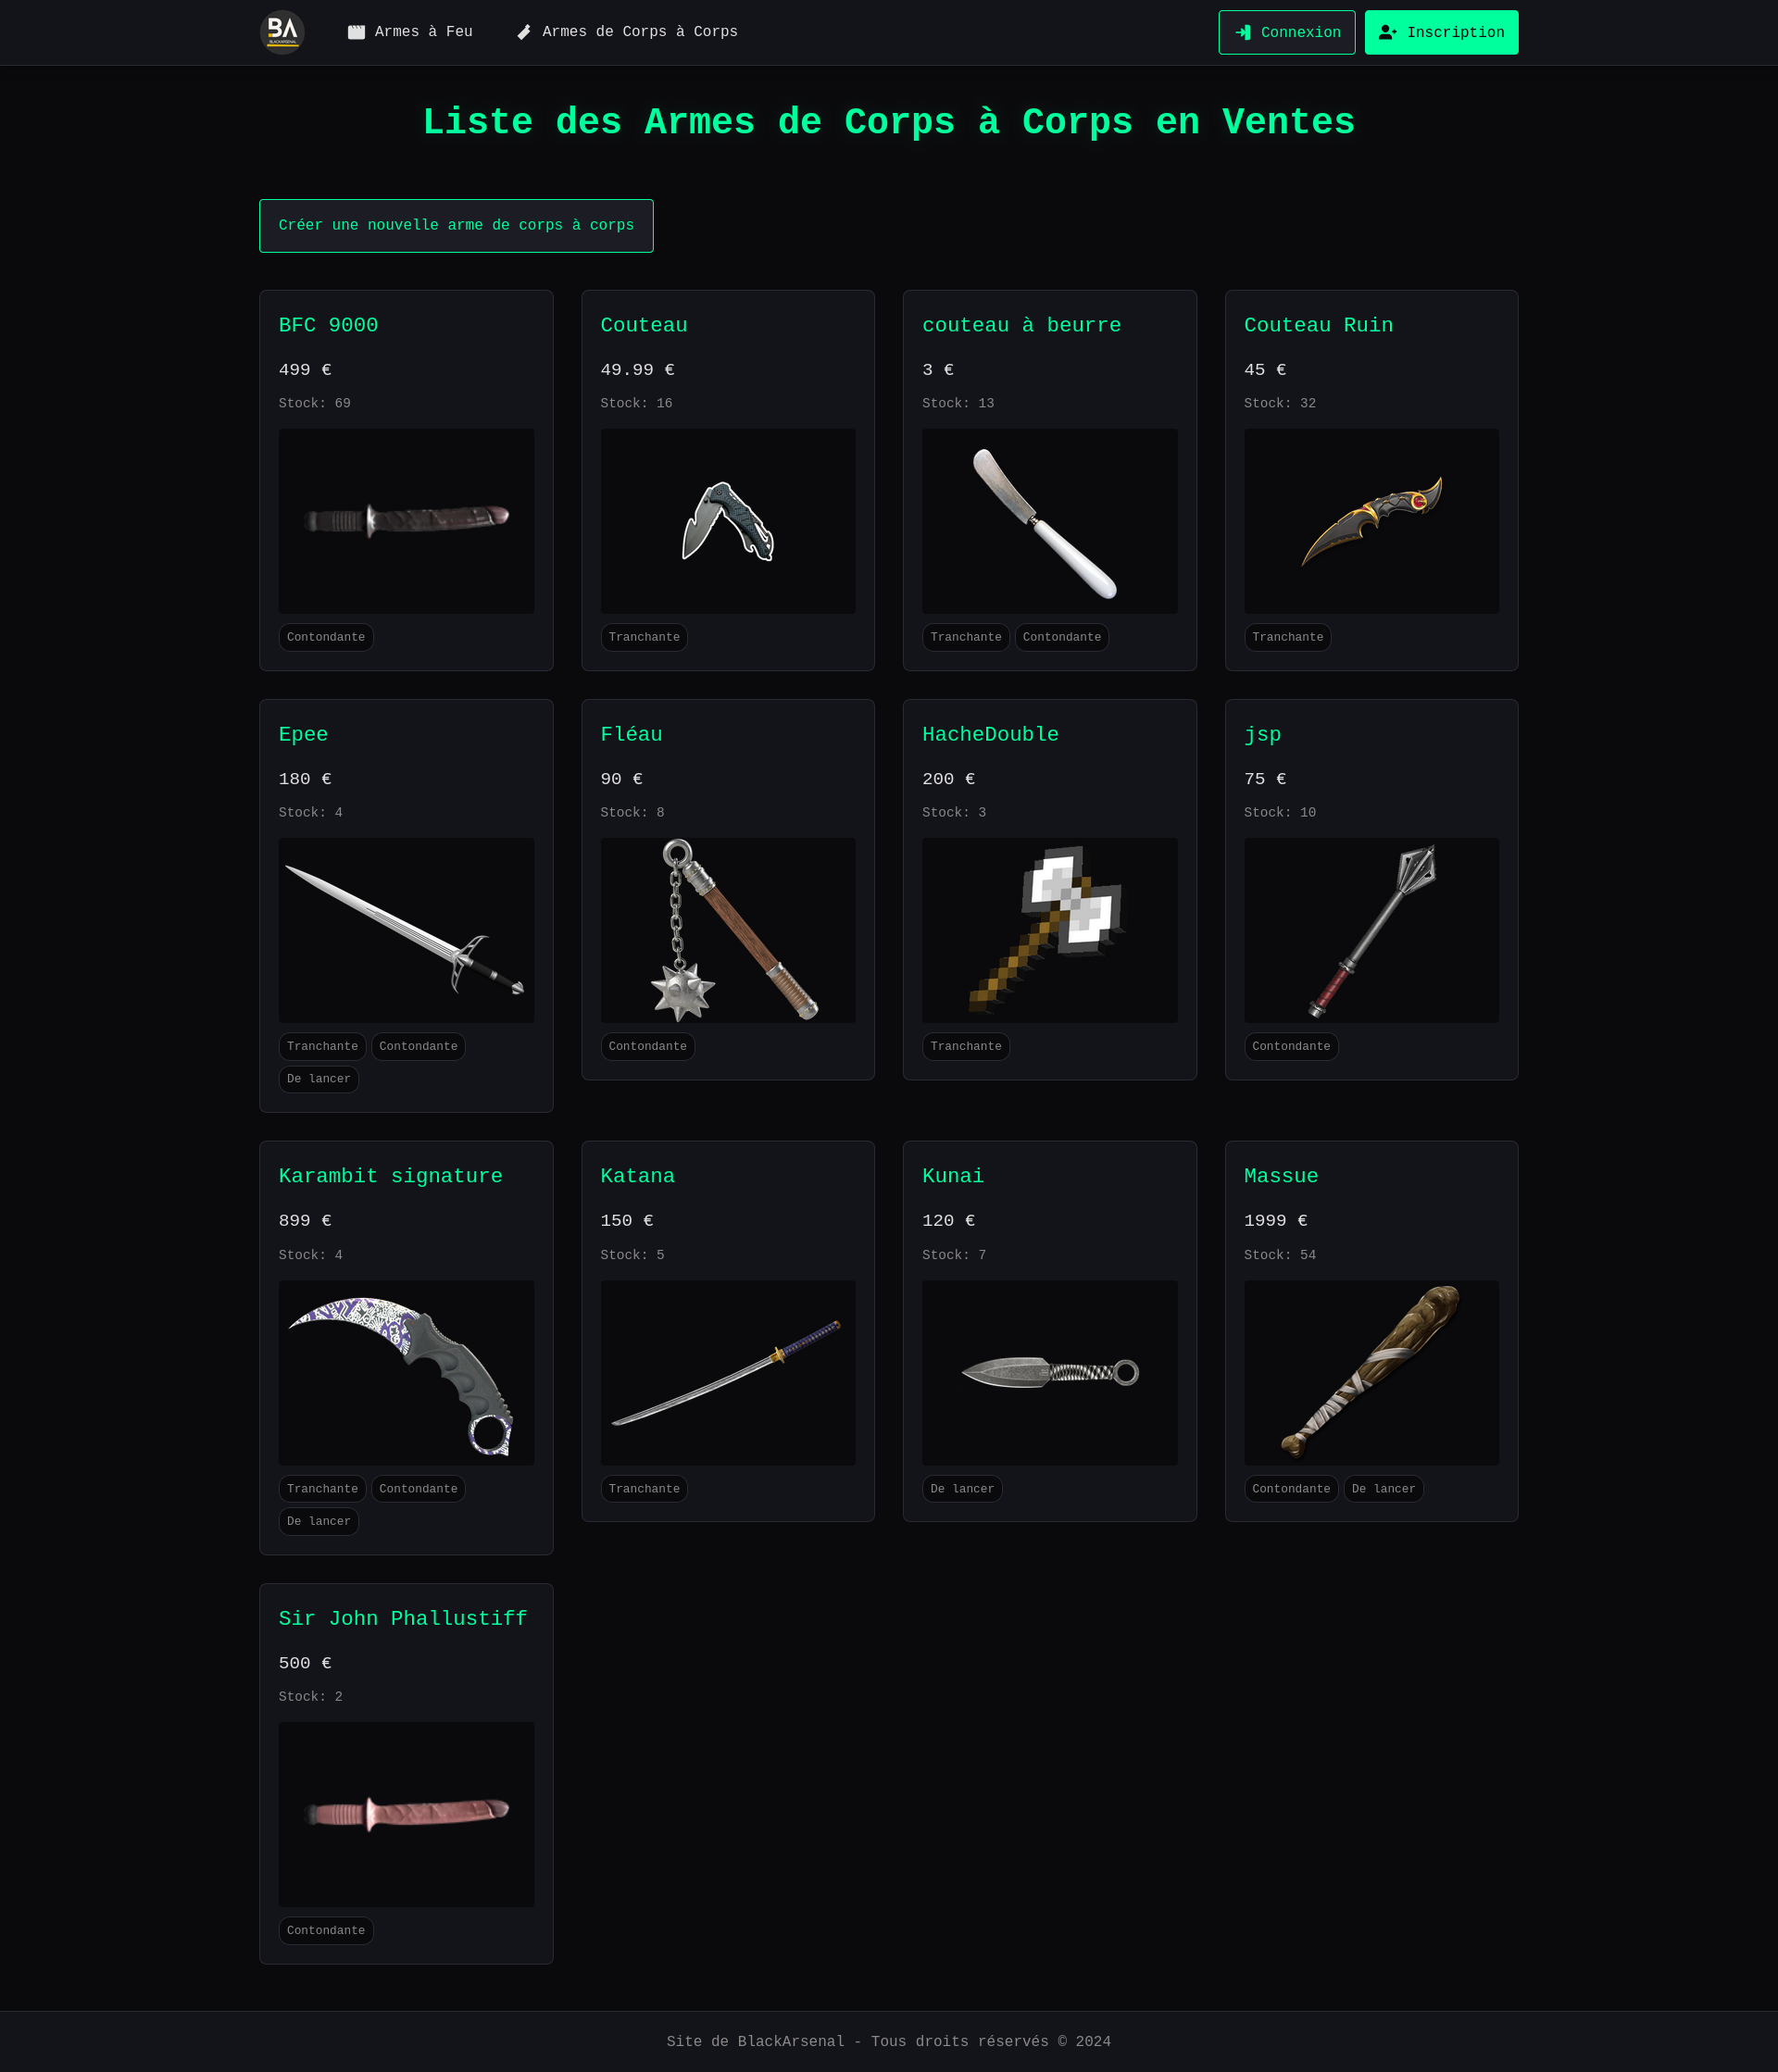 BA
BLACKARSENAL
Armes à Feu
Armes de Corps à Corps
Connexion
Inscription
Liste des Armes de Corps à Corps en Ventes
Créer une nouvelle arme de corps à corps
BFC 9000
499 €
Stock: 69
Contondante
Couteau
49.99 €
Stock: 16
Tranchante
couteau à beurre
3 €
Stock: 13
Tranchante Contondante
Couteau Ruin
45 €
Stock: 32
Tranchante
Epee
180 €
Stock: 4
Tranchante Contondante
De lancer
Fléau
90 €
Stock: 8
Contondante
HacheDouble
200 €
Stock: 3
Tranchante
jsp
75 €
Stock: 10
Contondante
Karambit signature
899 €
Stock: 4
Tranchante Contondante
De lancer
Katana
150 €
Stock: 5
Tranchante
Kunai
120 €
Stock: 7
De lancer
Massue
1999 €
Stock: 54
Contondante De lancer
Sir John Phallustiff
500 €
Stock: 2
Contondante
Site de BlackArsenal - Tous droits réservés © 2024